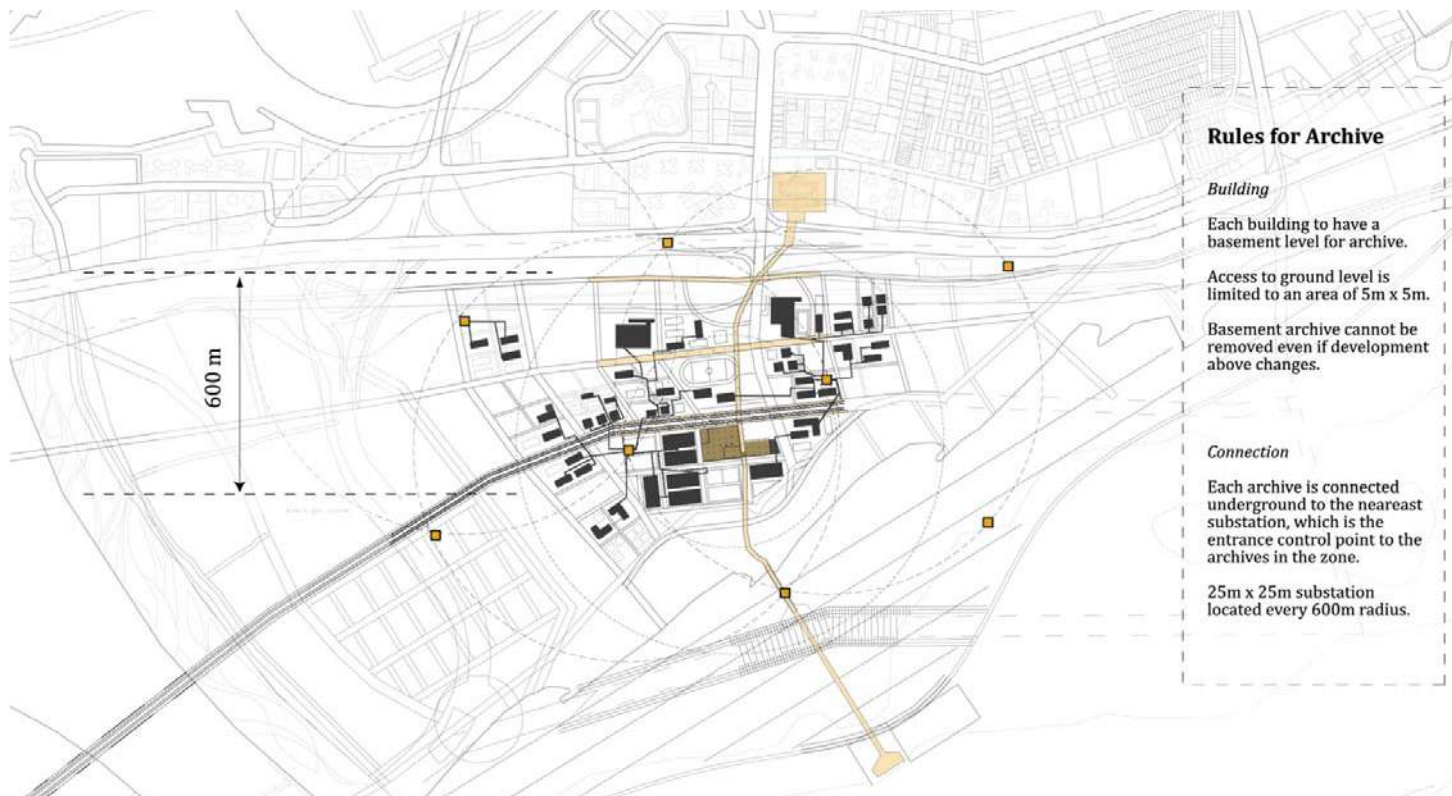 600 m
Rules for Archive
Building
Each building to have a
basement level for archive.
Access to ground level is
limited to an area of 5m x 5m.
Basement archive cannot be
removed even if development
above changes.
Connection
Each archive is connected
underground to the neareast
substation, which is the
entrance control point to the
archives in the zone.
25m x 25m substation
located every 600m radius.